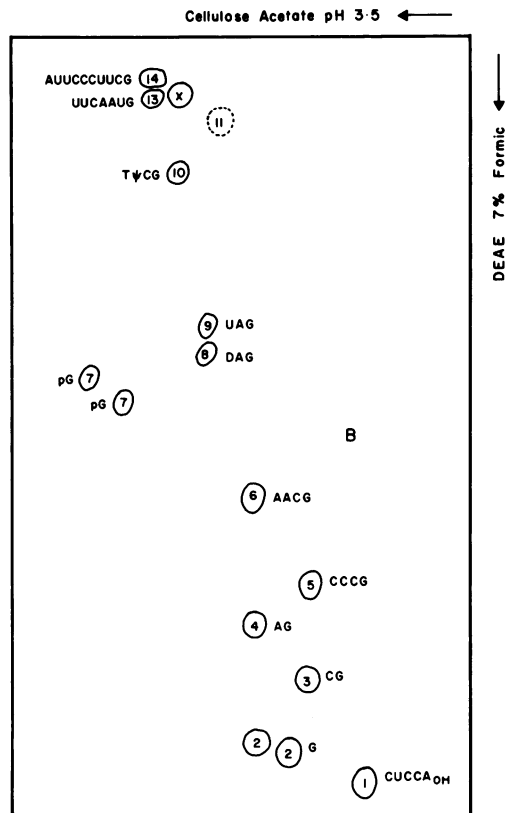 Cellulose Acetate pH 3·5
DEAE 7% Formic
AUUCCCUUCG 14
UUCAAUG 13 X
11
TψCG 10
9 UAG
8 DAG
pG 7
pG 7
B
6 AACG
5 CCCG
4 AG
3 CG
2 2 G
1 CUCCAOH